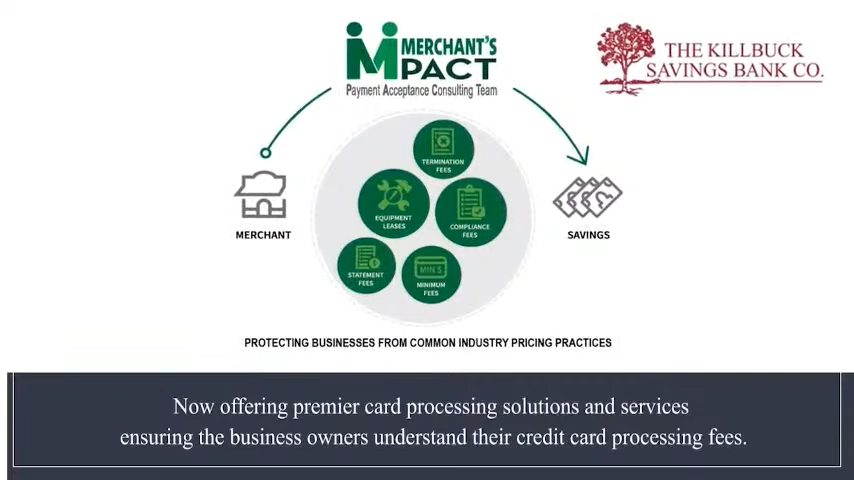 MERCHANT'S
PACT
Payment Acceptance Consulting Team
THE KILLBUCK
SAVINGS BANK CO.
TERMINATION
FEES
EQUIPMENT
LEASES
COMPLIANCE
FEES
STATEMENT
FEES
MIN $
MINIMUM
FEES
MERCHANT
SAVINGS
PROTECTING BUSINESSES FROM COMMON INDUSTRY PRICING PRACTICES
Now offering premier card processing solutions and services
ensuring the business owners understand their credit card processing fees.